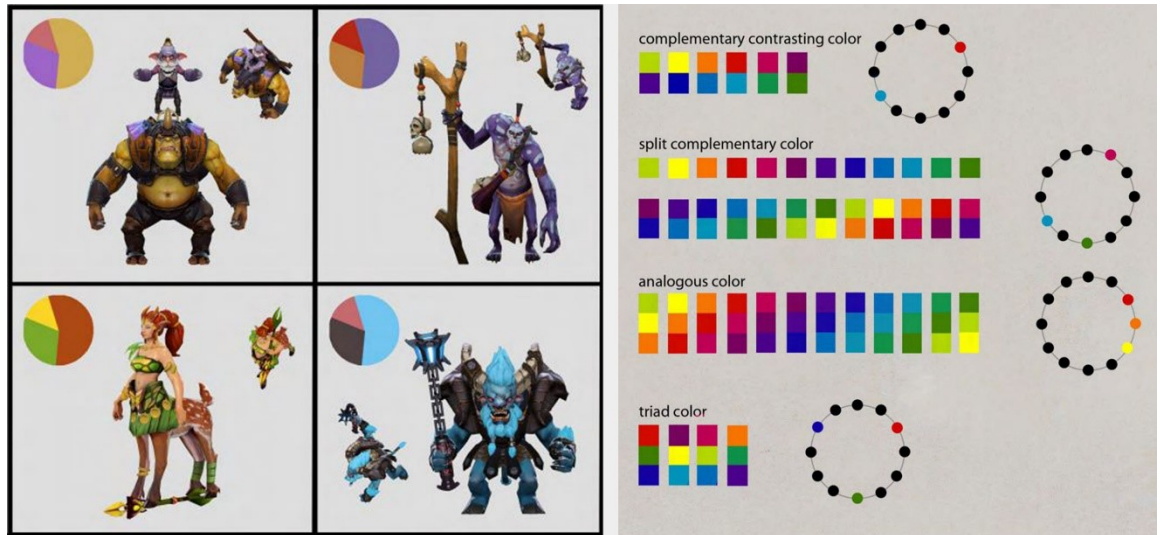 complementary contrasting color
split complementary color
analogous color
triad color